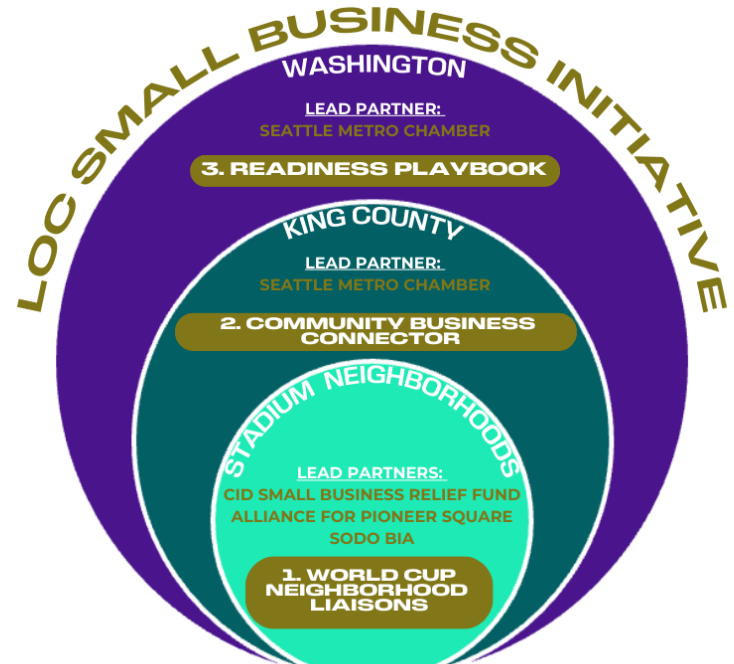 LOC SMALL BUSINESS INITIATIVE
WASHINGTON
LEAD PARTNER:
SEATTLE METRO CHAMBER
3. READINESS PLAYBOOK
KING COUNTY
LEAD PARTNER:
SEATTLE METRO CHAMBER
2. COMMUNITY BUSINESS
CONNECTOR
STADIUM NEIGHBORHOODS
LEAD PARTNERS:
CID SMALL BUSINESS RELIEF FUND
ALLIANCE FOR PIONEER SQUARE
SODO BIA
1. WORLD CUP
NEIGHBORHOOD
LIAISONS